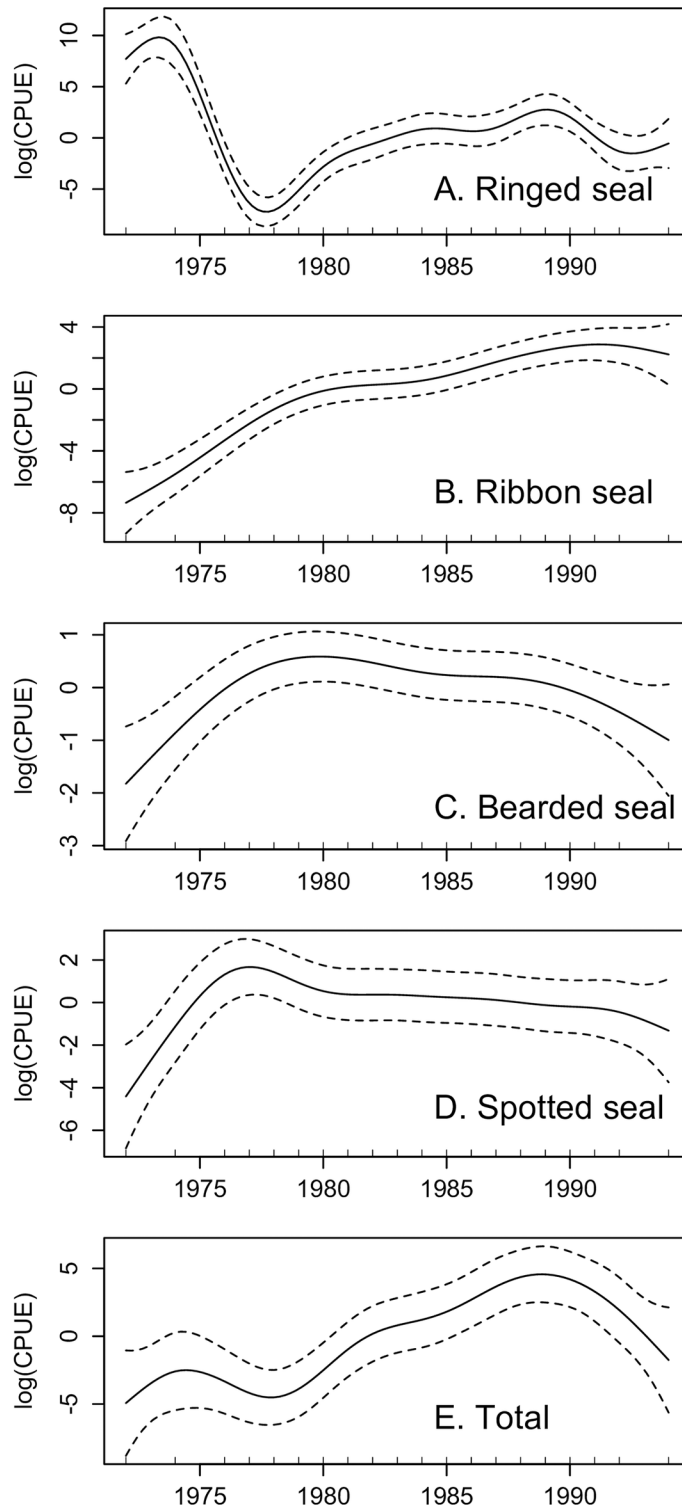 log(CPUE)
10
5
0
-5
A. Ringed seal
1975 1980 1985 1990
log(CPUE)
4
0
-4
-8
B. Ribbon seal
1975 1980 1985 1990
log(CPUE)
1
0
-1
-2
-3
C. Bearded seal
1975 1980 1985 1990
log(CPUE)
2
0
-2
-4
-6
D. Spotted seal
1975 1980 1985 1990
log(CPUE)
5
0
-5
E. Total
1975 1980 1985 1990